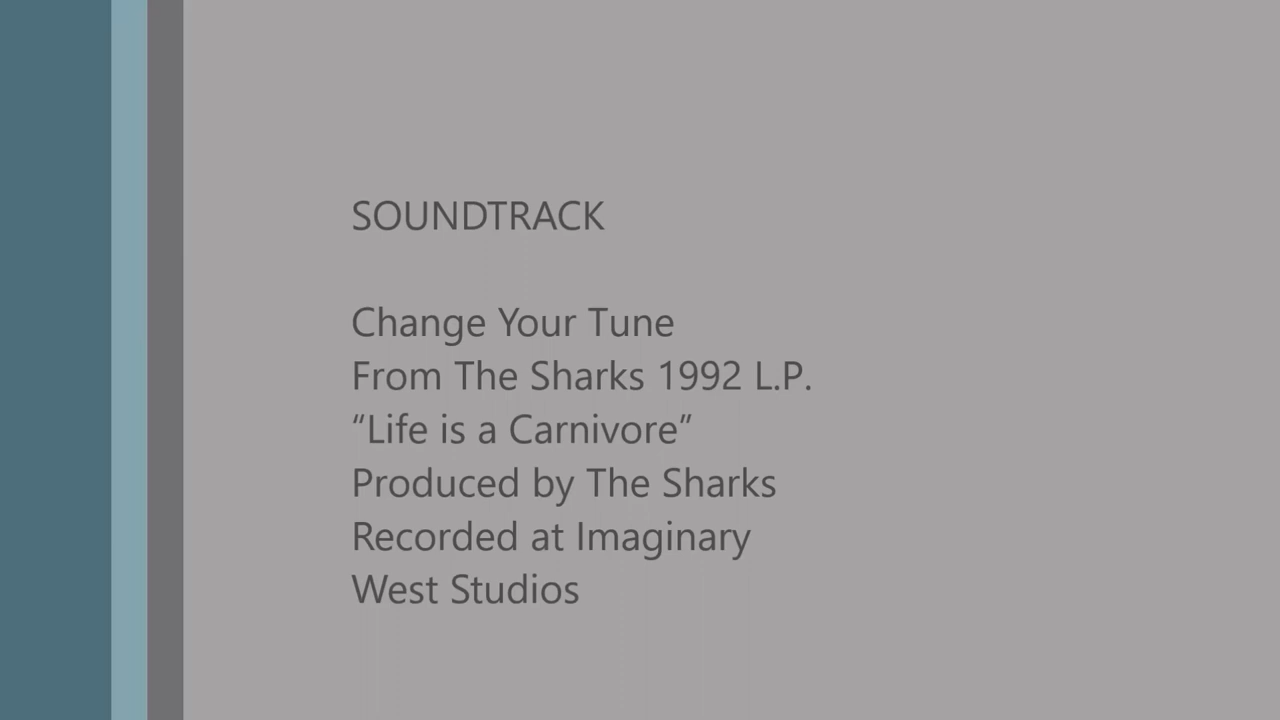 SOUNDTRACK
Change Your Tune
From The Sharks 1992 L.P.
“Life is a Carnivore”
Produced by The Sharks
Recorded at Imaginary
West Studios